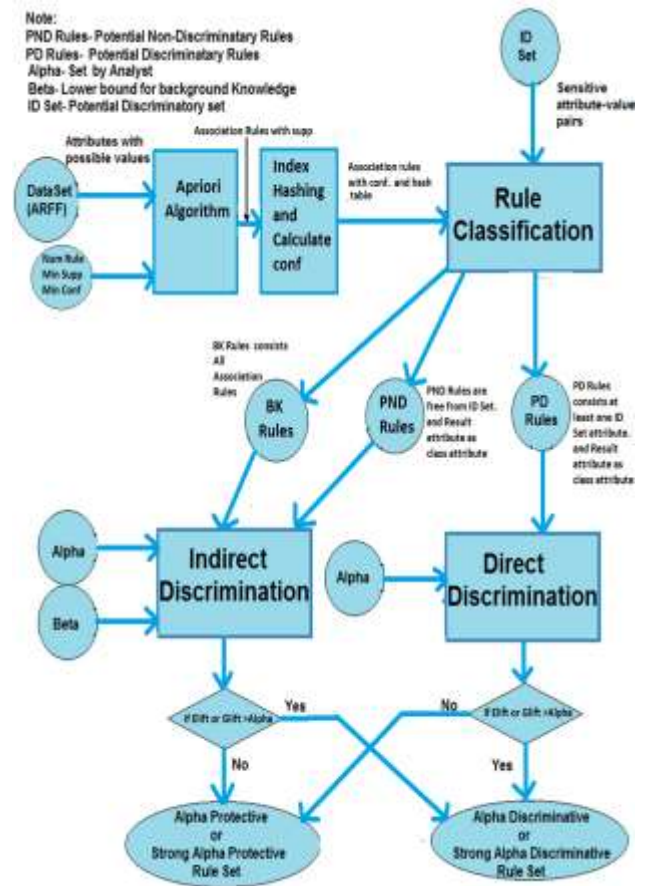 Note:
PND Rules- Potential Non-Discriminatary Rules
PD Rules- Potential Discriminatary Rules
Alpha- Set by Analyst
Beta- Lower bound for background Knowledge
ID Set- Potential Discriminatory set
ID
Set
Sensitive
attribute-value
pairs
Association Rules with supp
Attributes with
possible values
DataSet
(ARFF)
Num Rule
Min Supp
Min Conf
Apriori
Algorithm
Index
Hashing
and
Calculate
conf
Association rules
with conf. and hash
table
Rule
Classification
BK Rules consists
All
Association
Rules
BK
Rules
PND
Rules
PND Rules are
free from ID Set.
and Result
attribute as
class attribute
PD
Rules
PD Rules
consists at
least one ID
Set attribute.
and Result
attribute as
class attribute
Alpha
Beta
Indirect
Discrimination
Alpha
Direct
Discrimination
If Elift or Glift >Alpha
Yes
No
No
If Elift or Glift >Alpha
Yes
Alpha Protective
or
Strong Alpha Protective
Rule Set
Alpha Discriminative
or
Strong Alpha Discriminative
Rule Set